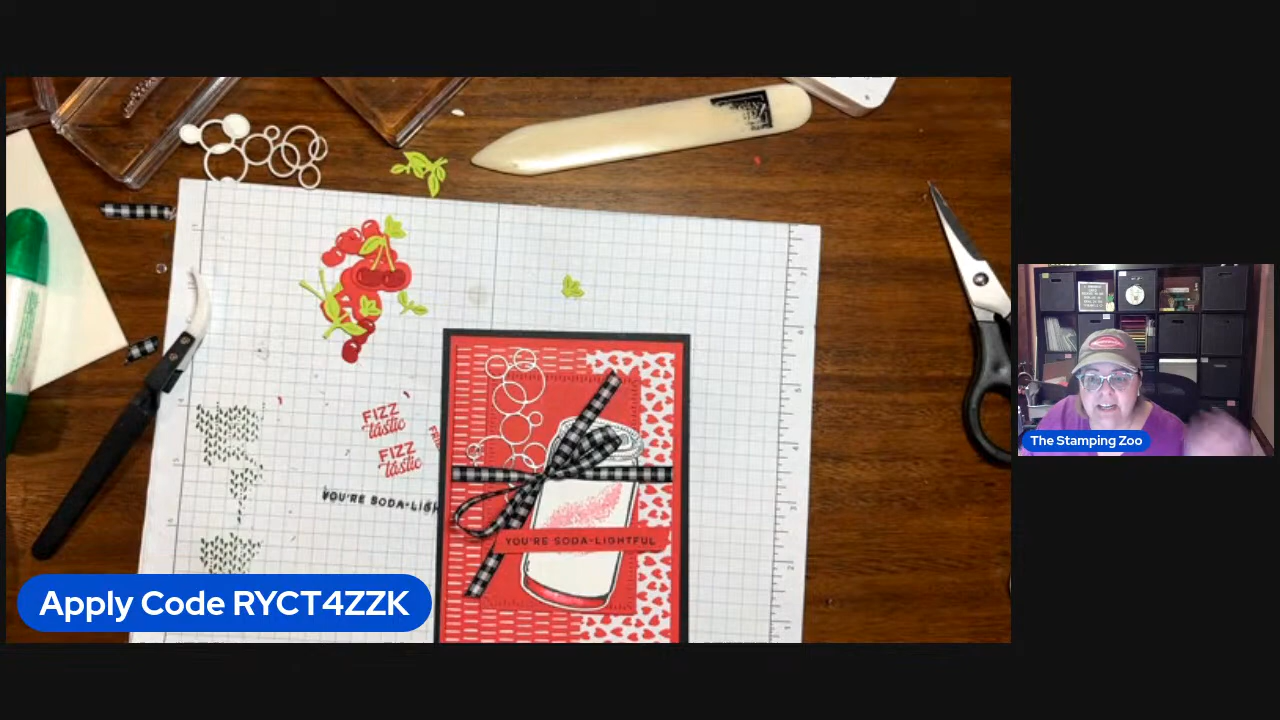 FIZZ
tastic
FIZZ
tastic
YOU'RE SODA-LIGH
YOU'RE SODA-LIGHTFUL
Apply Code RYCT4ZZK
The Stamping Zoo